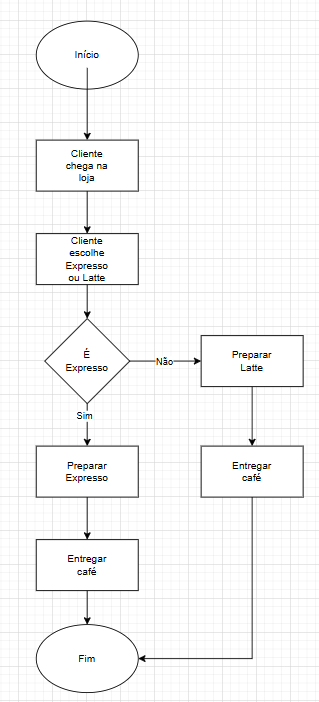 Início
Cliente
chega na
loja
Cliente
escolhe
Expresso
ou Latte
É
Expresso
Não
Preparar
Latte
Sim
Preparar
Expresso
Entregar
café
Entregar
café
Fim